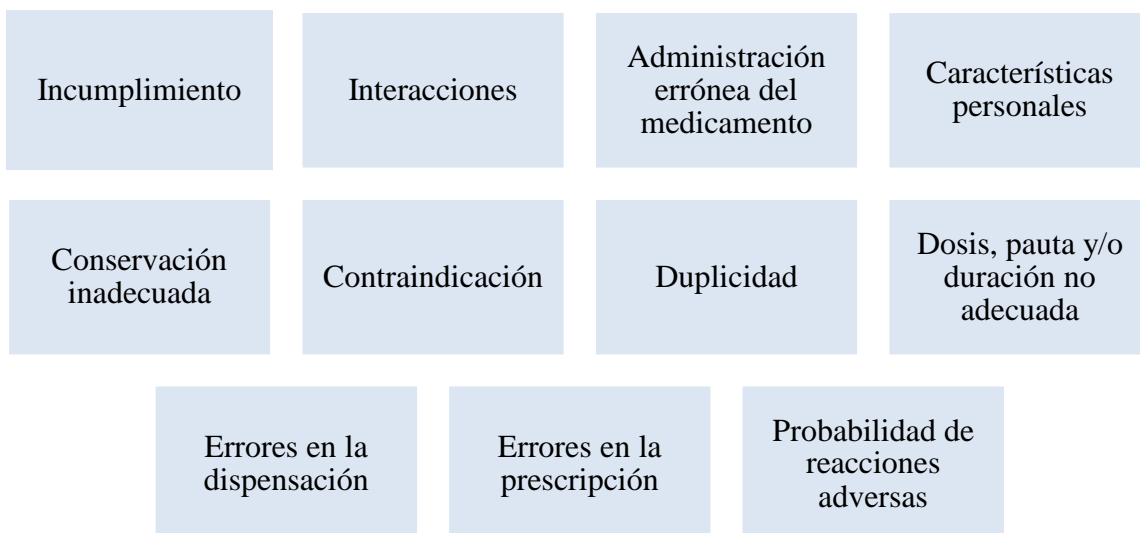 Incumplimiento
Interacciones
Administración
errónea del
medicamento
Características
personales
Conservación
inadecuada
Contraindicación
Duplicidad
Dosis, pauta y/o
duración no
adecuada
Errores en la
dispensación
Errores en la
prescripción
Probabilidad de
reacciones
adversas